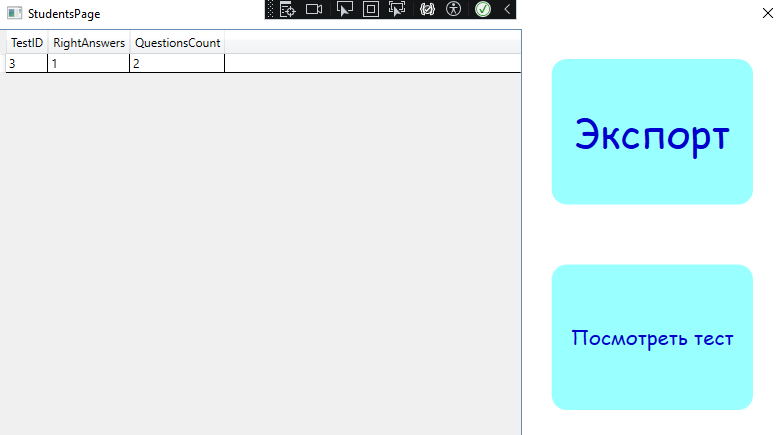 StudentsPage
TestID RightAnswers QuestionsCount
3 1 2
Экспорт
Посмотреть тест